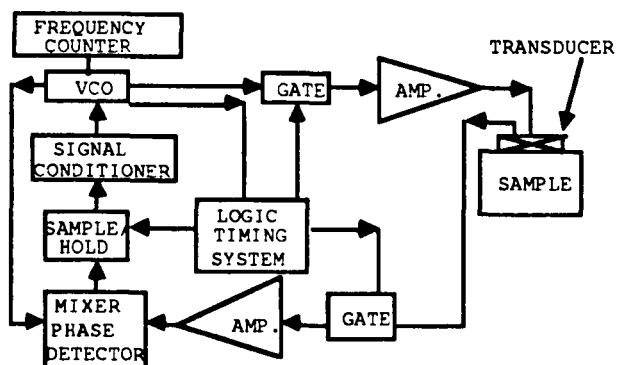 FREQUENCY
COUNTER
TRANSDUCER
VCO
GATE
AMP.
SIGNAL
CONDITIONER
SAMPLE
SAMPLE/
HOLD
LOGIC
TIMING
SYSTEM
MIXER
PHASE
DETECTOR
AMP.
GATE